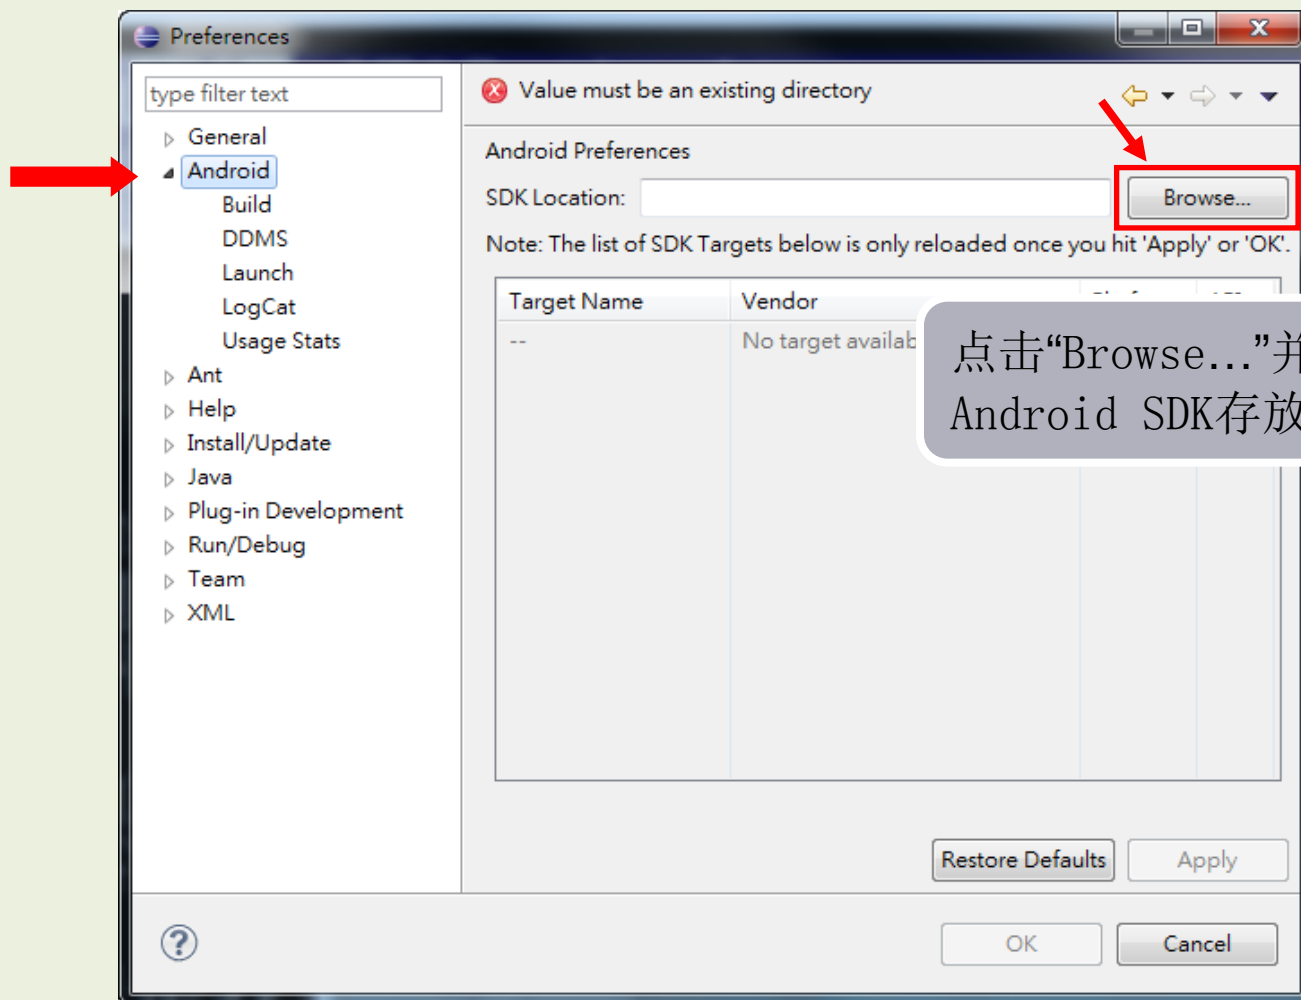 Preferences
type filter text
General
Android
Build
DDMS
Launch
LogCat
Usage Stats
Ant
Help
Install/Update
Java
Plug-in Development
Run/Debug
Team
XML
Value must be an existing directory
Android Preferences
SDK Location:
Browse...
Note: The list of SDK Targets below is only reloaded once you hit 'Apply' or 'OK'.
Target Name Vendor
-- No target availab
点击“Browse...”并
Android SDK存放
Restore Defaults Apply
OK Cancel